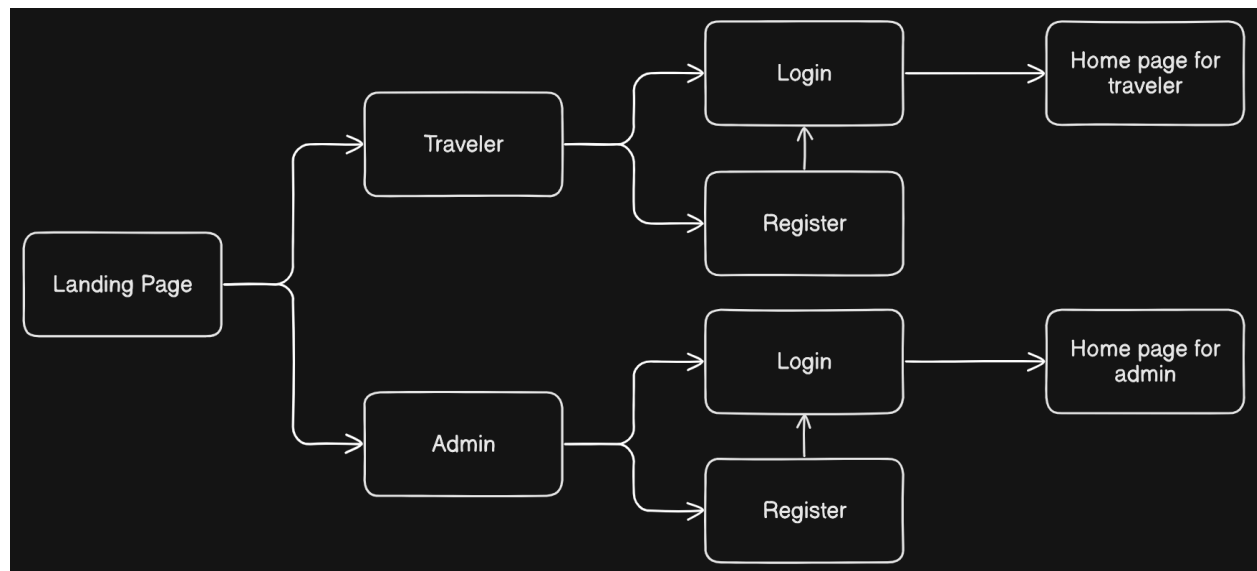 Landing Page
Traveler
Login
Home page for
traveler
Register
Admin
Login
Home page for
admin
Register